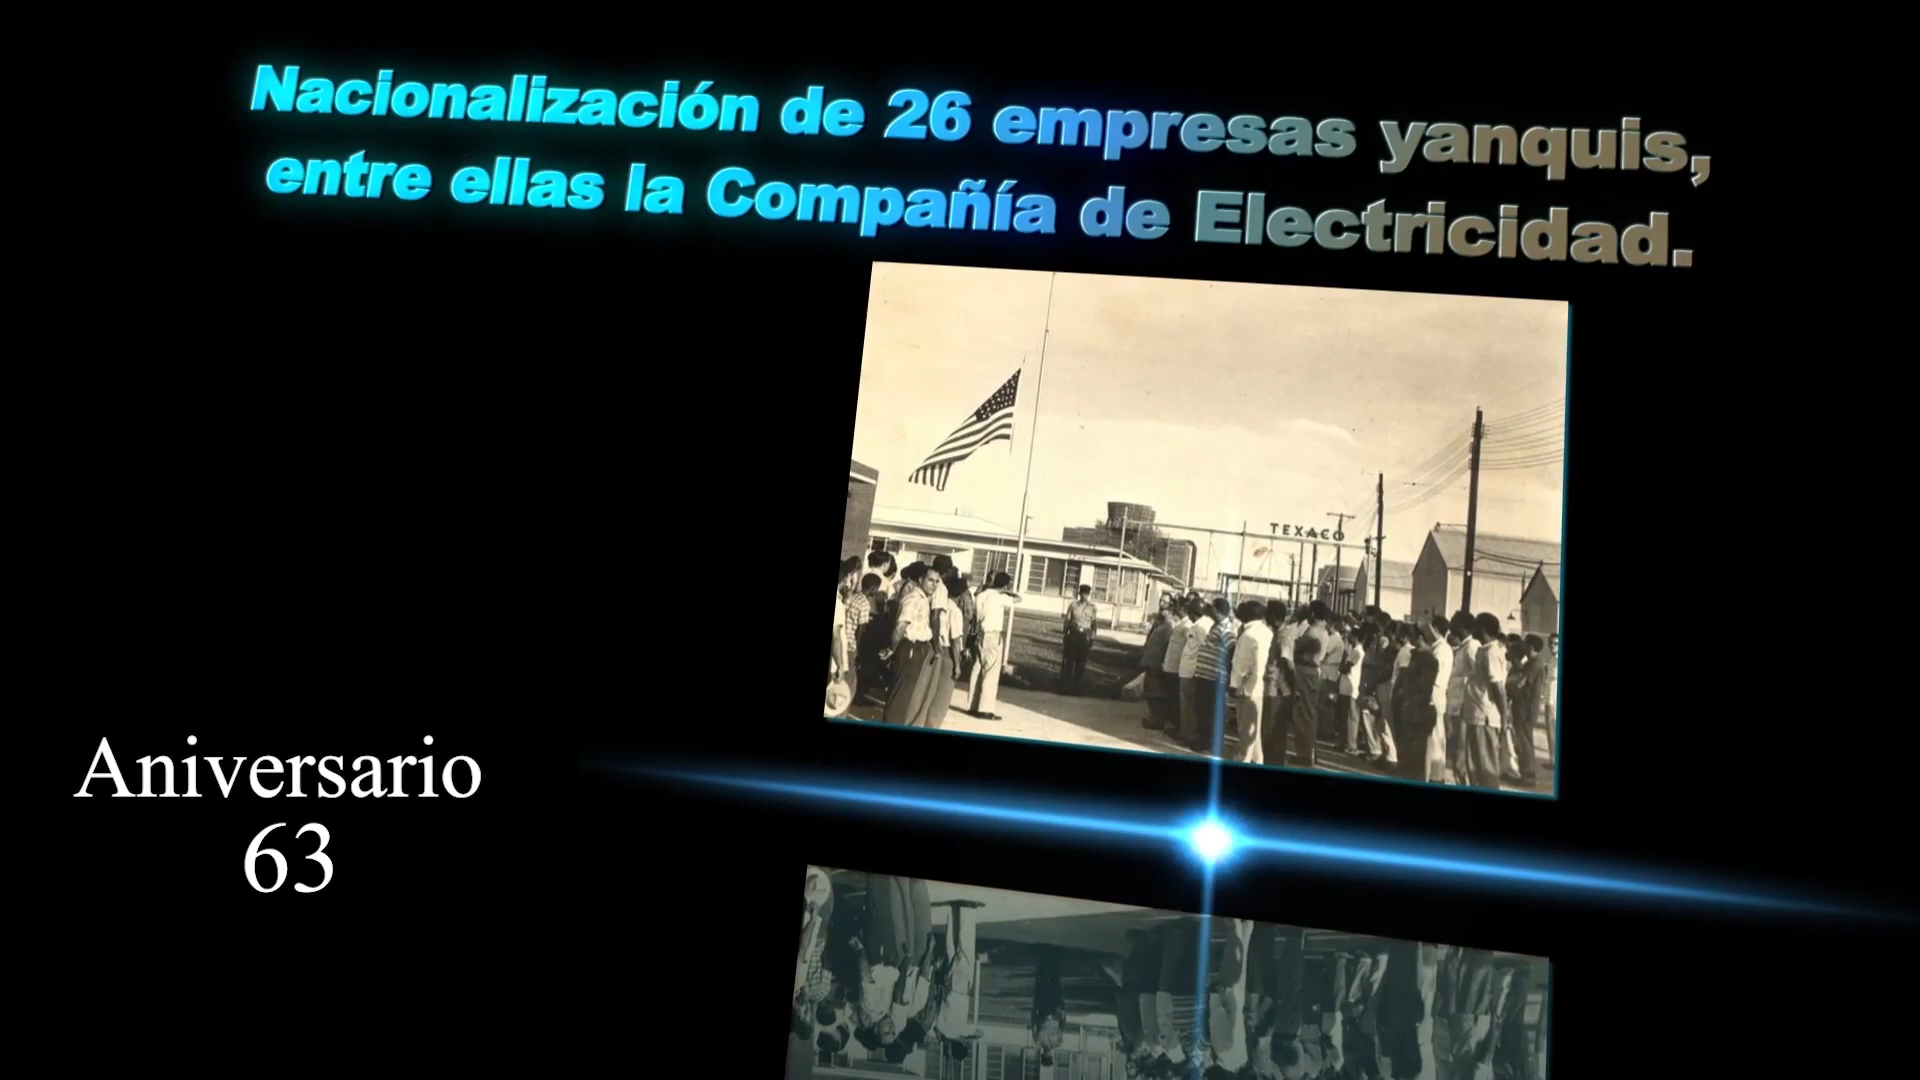 Nacionalización de 26 empresas yanquis,
entre ellas la Compañía de Electricidad.
TEXACO
Aniversario
63